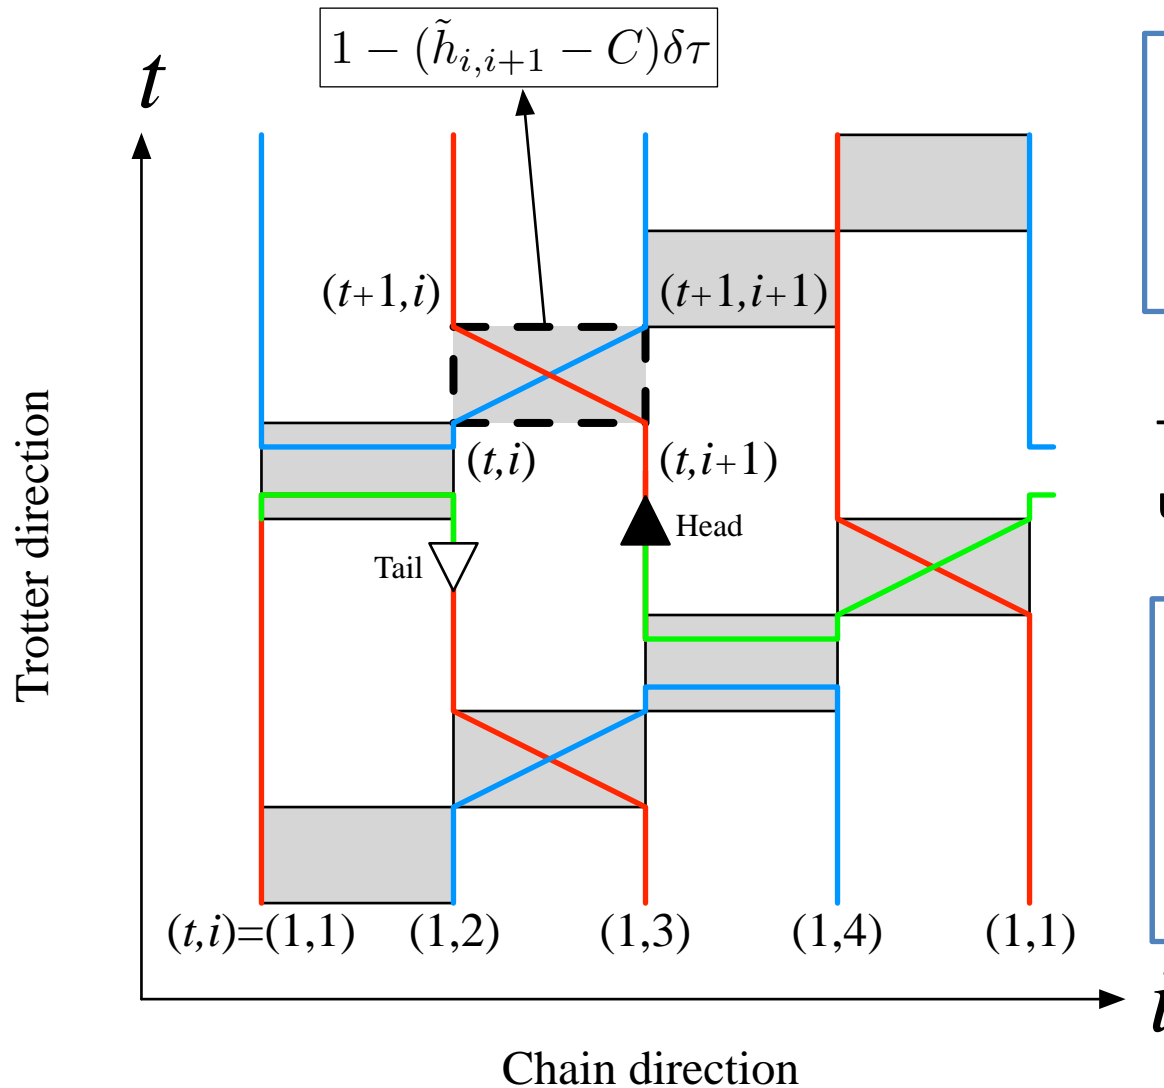 1 − (h̃_{i,i+1} − C)δτ
t
(t+1,i)
(t+1,i+1)
(t,i)
(t,i+1)
Head
Tail
Trotter direction
(t,i)=(1,1)
(1,2)
(1,3)
(1,4)
(1,1)
i
Chain direction